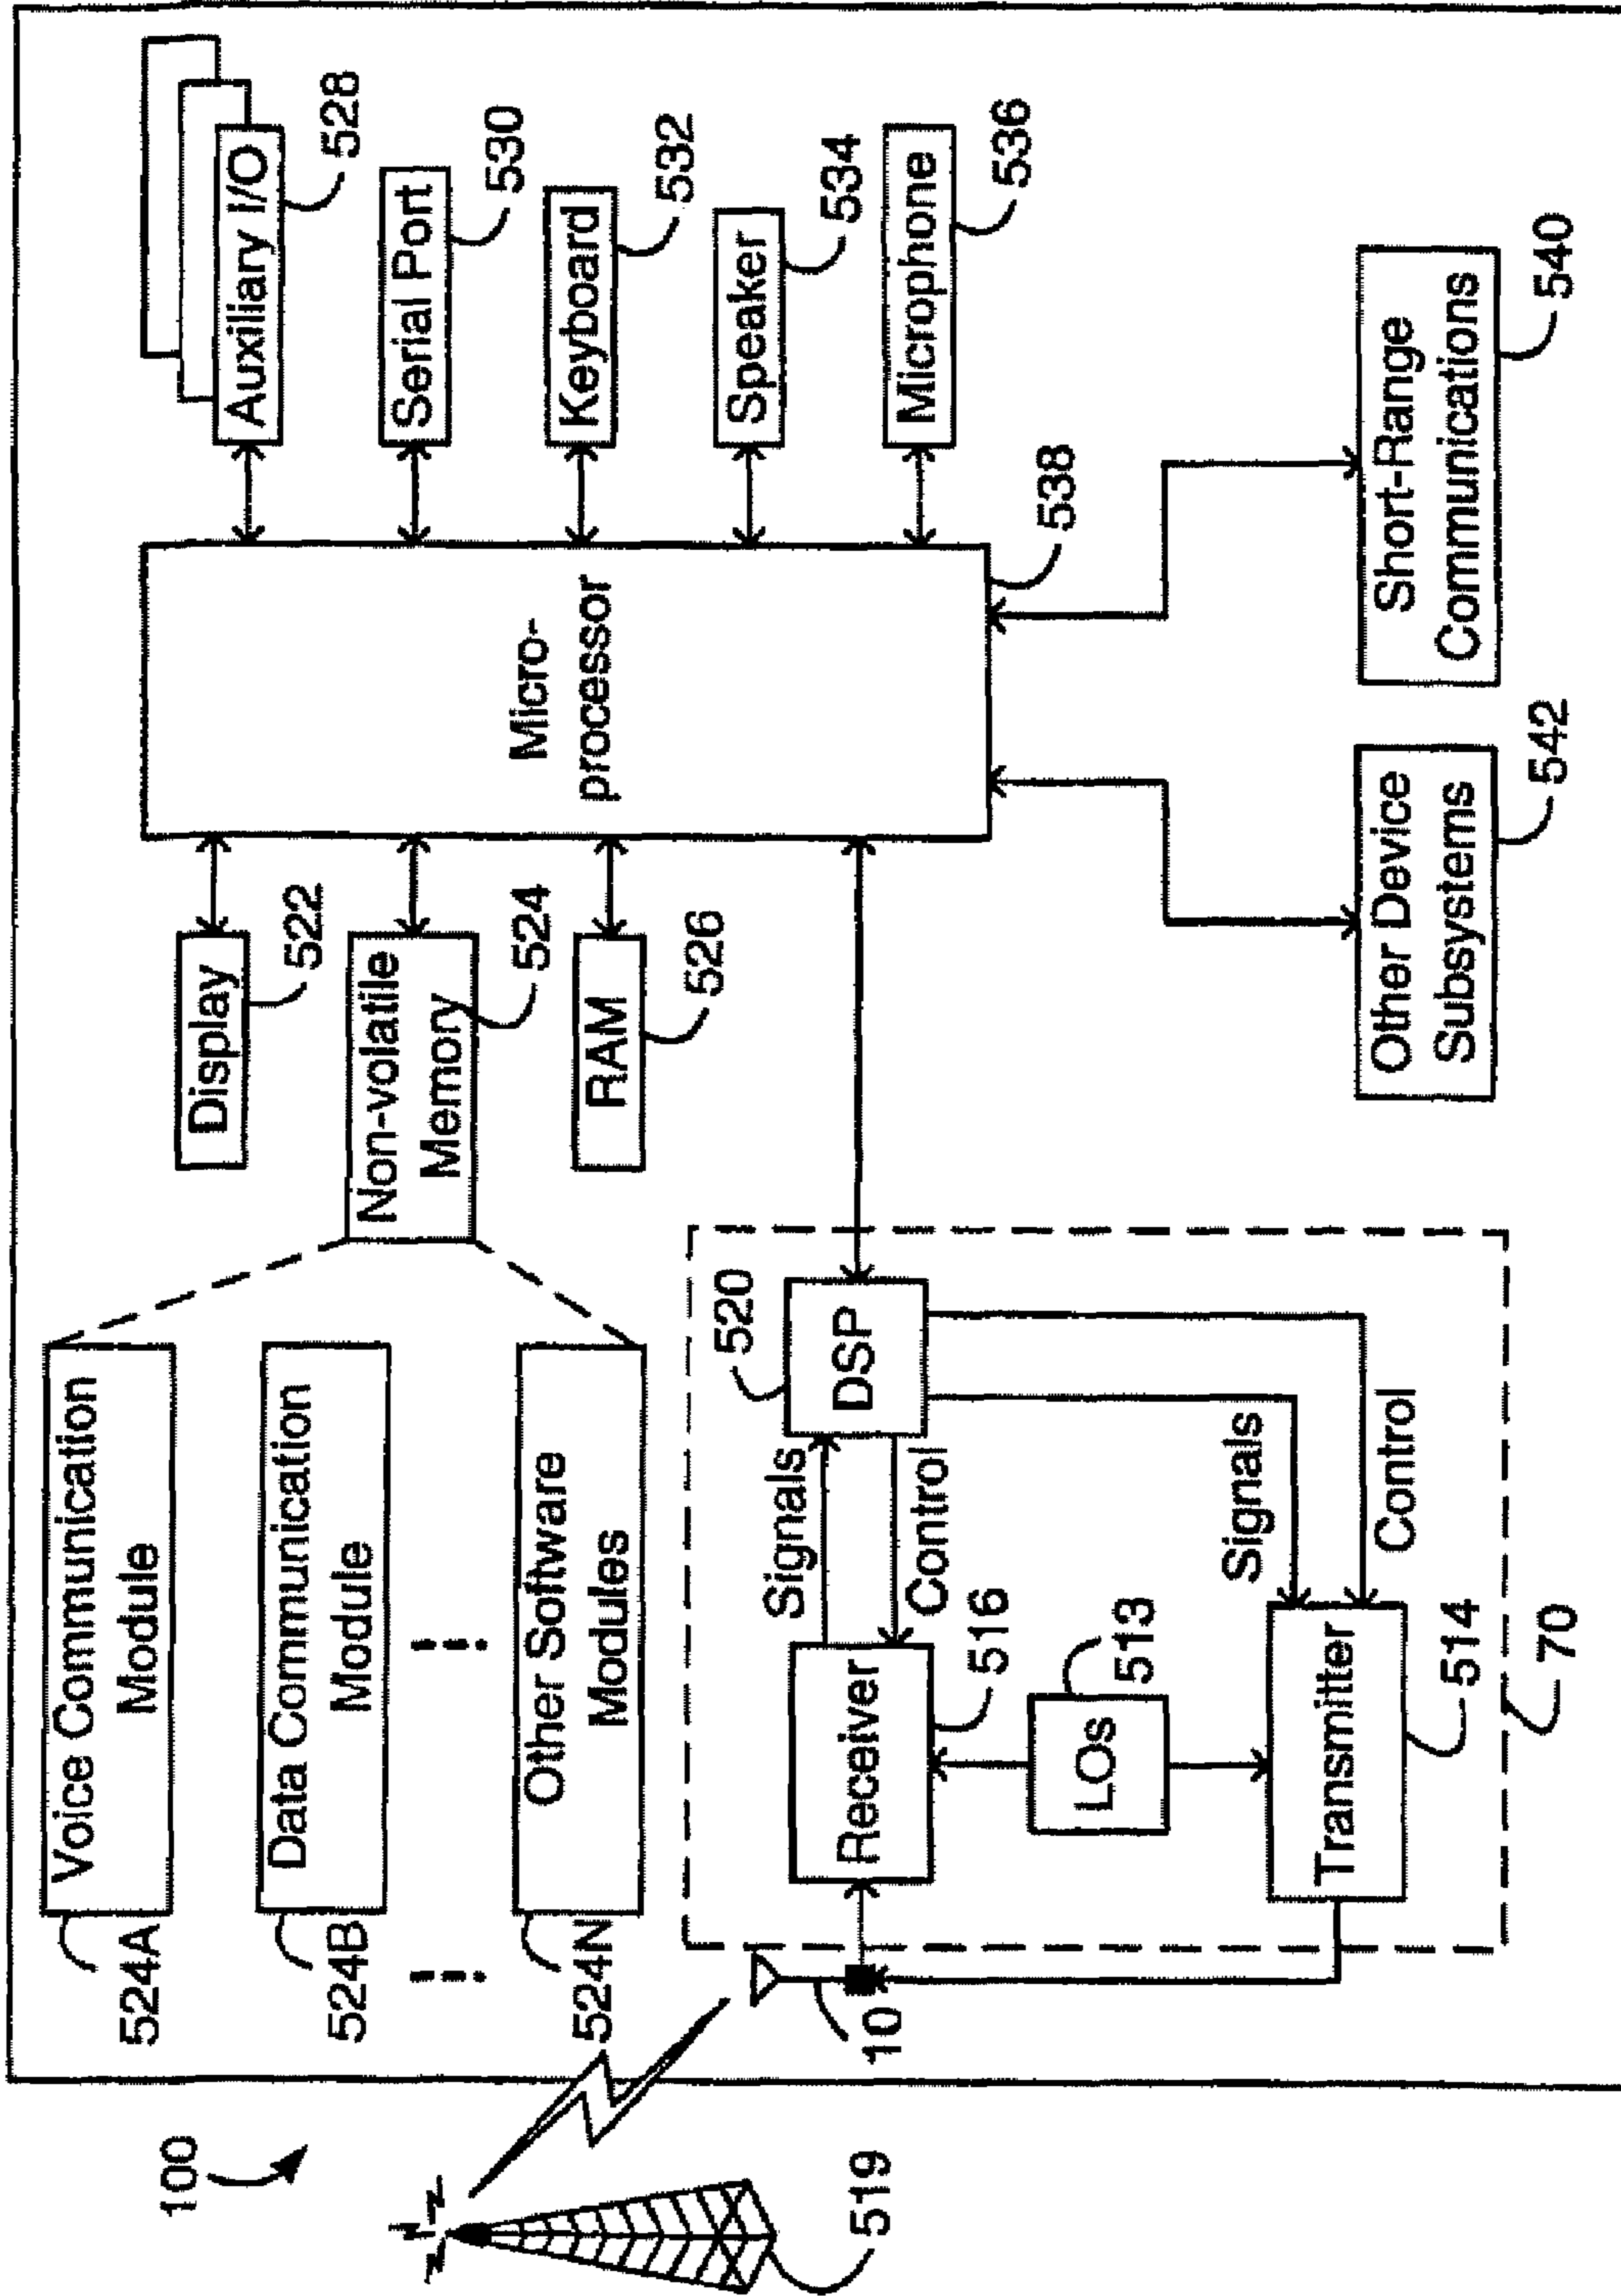 100
519
Voice Communication
Module
524A
Data Communication
Module
524B
Other Software
Modules
524N
Display
522
Non-volatile
Memory
524
RAM
526
Micro-
processor
538
Auxiliary I/O
528
Serial Port
530
Keyboard
532
Speaker
534
Microphone
536
10
Receiver
516
Signals
Control
DSP
520
LOs
513
Signals
Control
Transmitter
514
70
Other Device
Subsystems
542
Short-Range
Communications
540